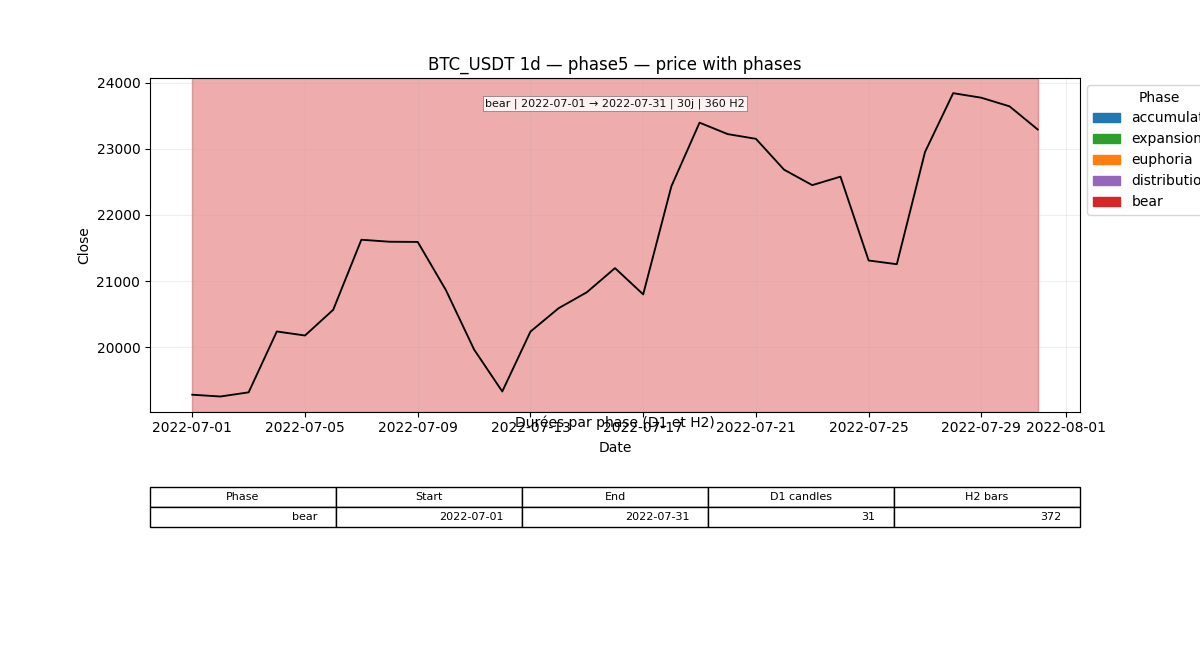 BTC_USDT 1d — phase5 — price with phases
24000
23000
22000
21000
20000
Close
bear | 2022-07-01 → 2022-07-31 | 30j | 360 H2
Phase
accumulat
expansion
euphoria
distributio
bear
2022-07-01 2022-07-05 2022-07-09 2022-07-13 2022-07-17 2022-07-21 2022-07-25 2022-07-29 2022-08-01
Durées par phase (D1 et H2)
Date
Phase Start End D1 candles H2 bars
bear 2022-07-01 2022-07-31 31 372